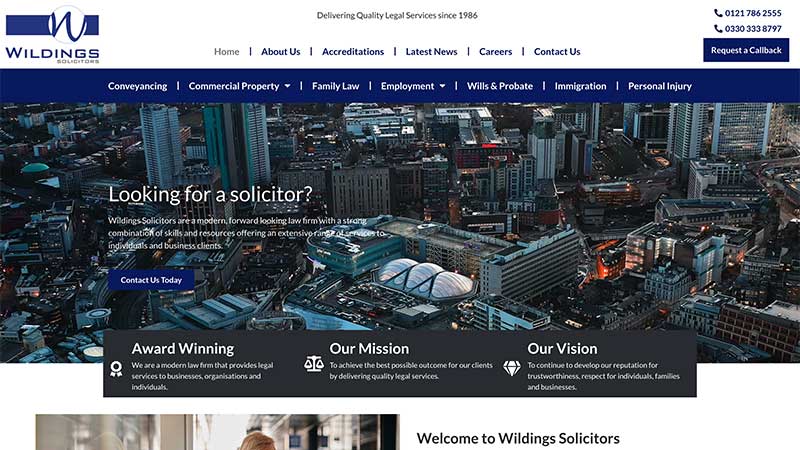 W
WILDINGS
SOLICITORS
Delivering Quality Legal Services since 1986
0121 786 2555
0330 333 8797
Request a Callback
Home | About Us | Accreditations | Latest News | Careers | Contact Us
Conveyancing | Commercial Property | Family Law | Employment | Wills & Probate | Immigration | Personal Injury
Looking for a solicitor?
Wildings Solicitors are a modern, forward looking law firm with a strong
combination of skills and resources offering an extensive range of services to
individuals and business clients.
Contact Us Today
Award Winning
We are a modern law firm that provides legal
services to businesses, organisations and
individuals.
Our Mission
To achieve the best possible outcome for our clients
by delivering quality legal services.
Our Vision
To continue to develop our reputation for
trustworthiness, respect for individuals, families
and businesses.
Welcome to Wildings Solicitors